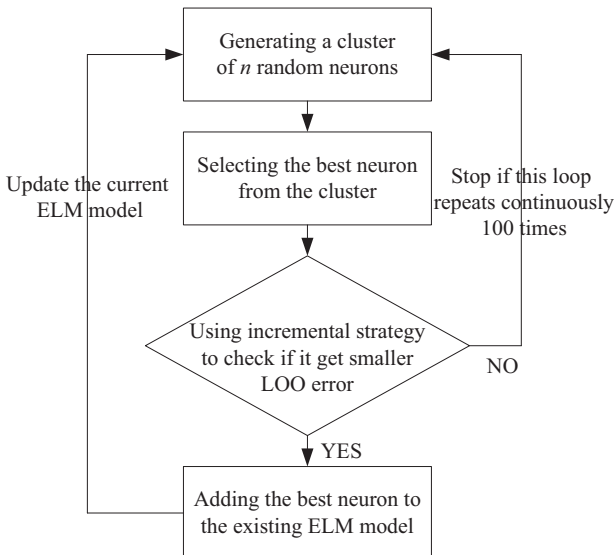 Generating a cluster
of n random neurons
Selecting the best neuron
from the cluster
Update the current
ELM model
Stop if this loop
repeats continuously
100 times
Using incremental strategy
to check if it get smaller
LOO error
NO
YES
Adding the best neuron to
the existing ELM model